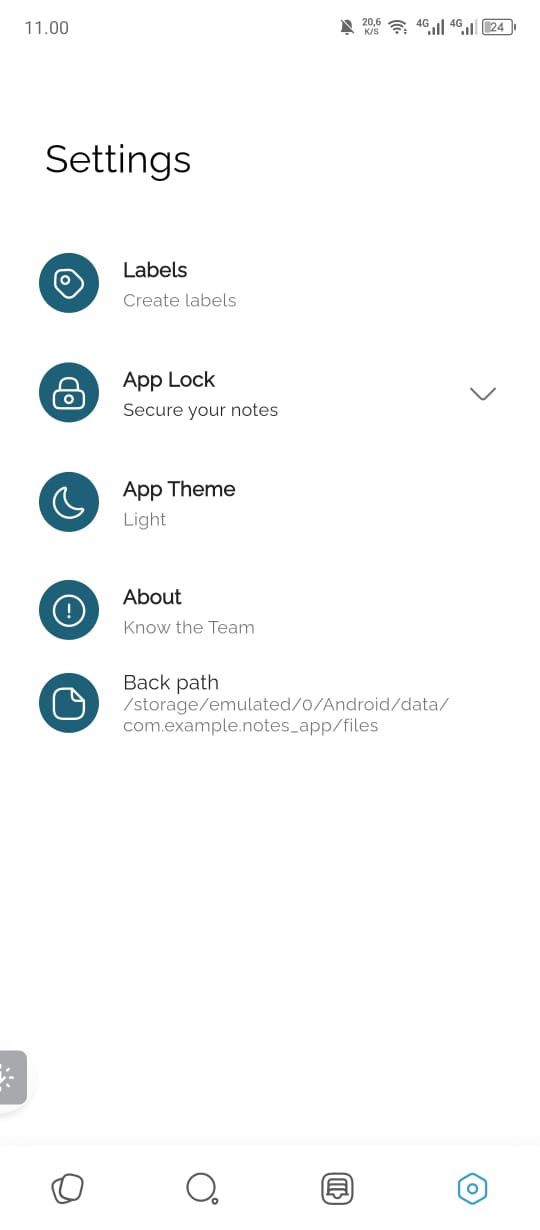 11.00
20,6
K/S
4G
4G
24
Settings
Labels
Create labels
App Lock
Secure your notes
App Theme
Light
About
Know the Team
Back path
/storage/emulated/0/Android/data/
com.example.notes_app/files